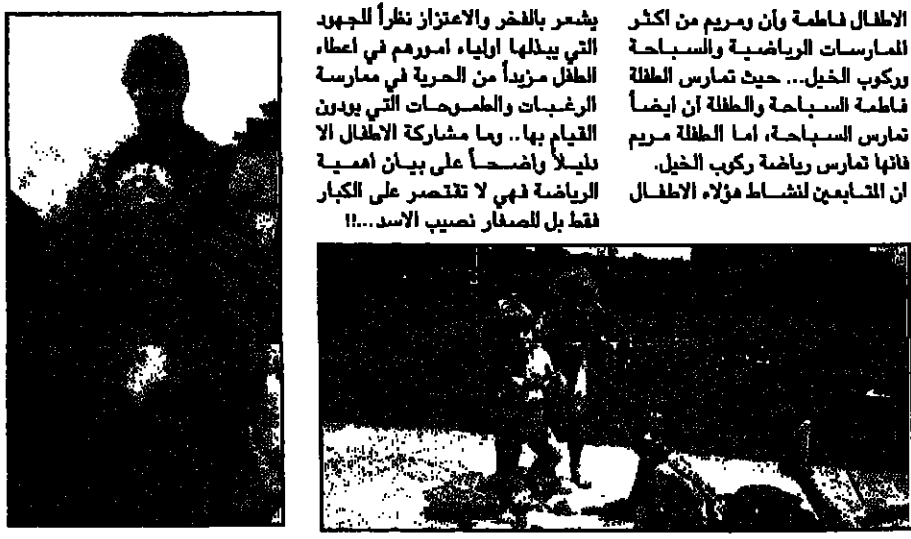 الاطفال فاطمة وآن ومريم من اكثر
الممارسات الرياضية والسباحة
وركوب الخيل... حيث تمارس الطفلة
فاطمة السباحة والطفلة آن ايضاً
تمارس السباحة، اما الطفلة مريم
فانها تمارس رياضة ركوب الخيل.
ان المتابعين لنشاط هؤلاء الاطفال
يشعر بالفخر والاعتزاز نظراً للجهود
التي يبذلها اولياء امورهم في اعطاء
الطفل مزيداً من الحرية في ممارسة
الرغبات والطموحات التي يودون
القيام بها.. وما مشاركة الاطفال الا
دليلاً واضحاً على بيان اهمية
الرياضة فهي لا تقتصر على الكبار
فقط بل للصغار نصيب الاسد...!!